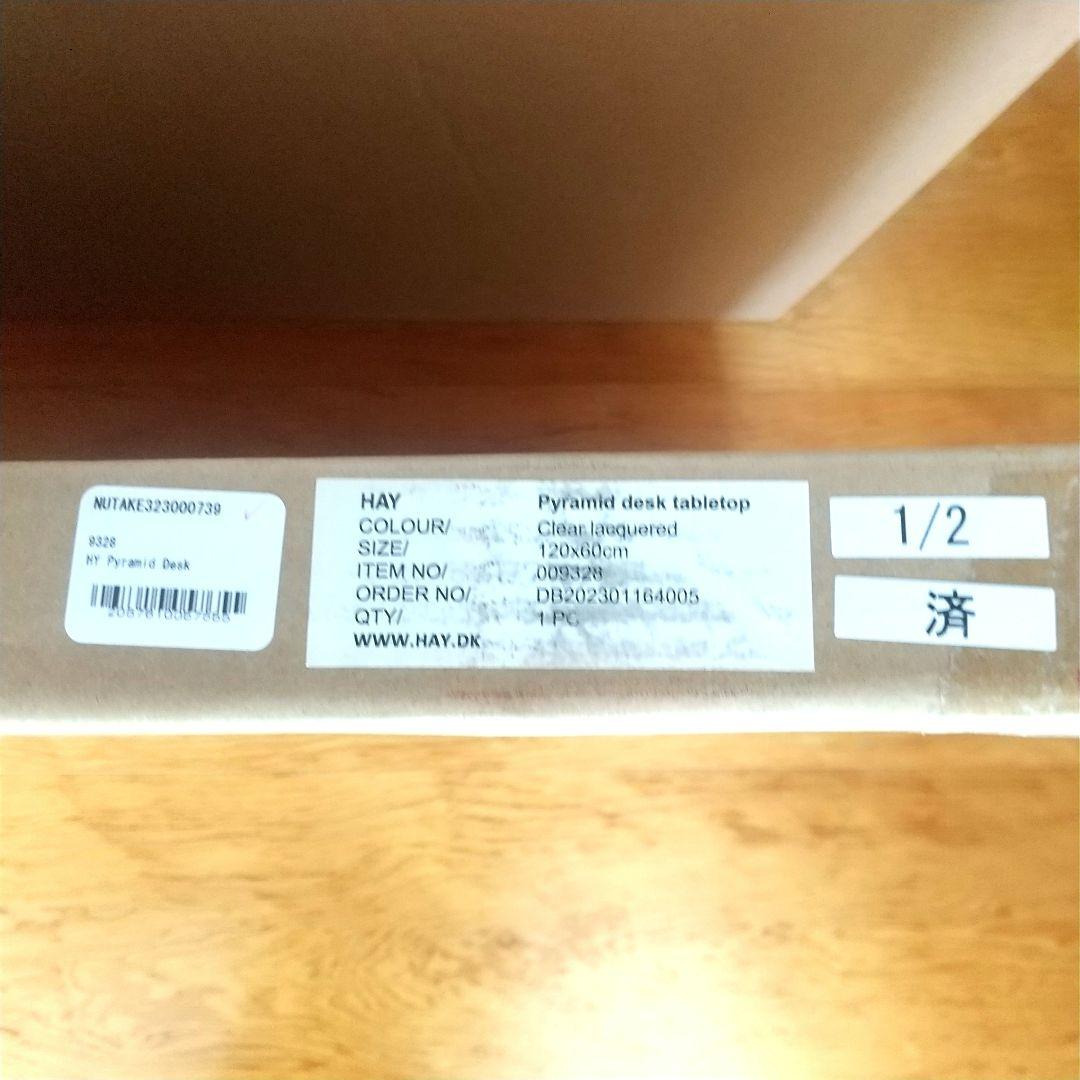 NUTAKE323000739
9328
HY Pyramid Desk
HAY Pyramid desk tabletop
COLOUR/ Clear lacquered
SIZE/ 120x60cm
ITEM NO/ 009328
ORDER NO/ DB202301164005
QTY/ 1 PC
WWW.HAY.DK
1/2
済